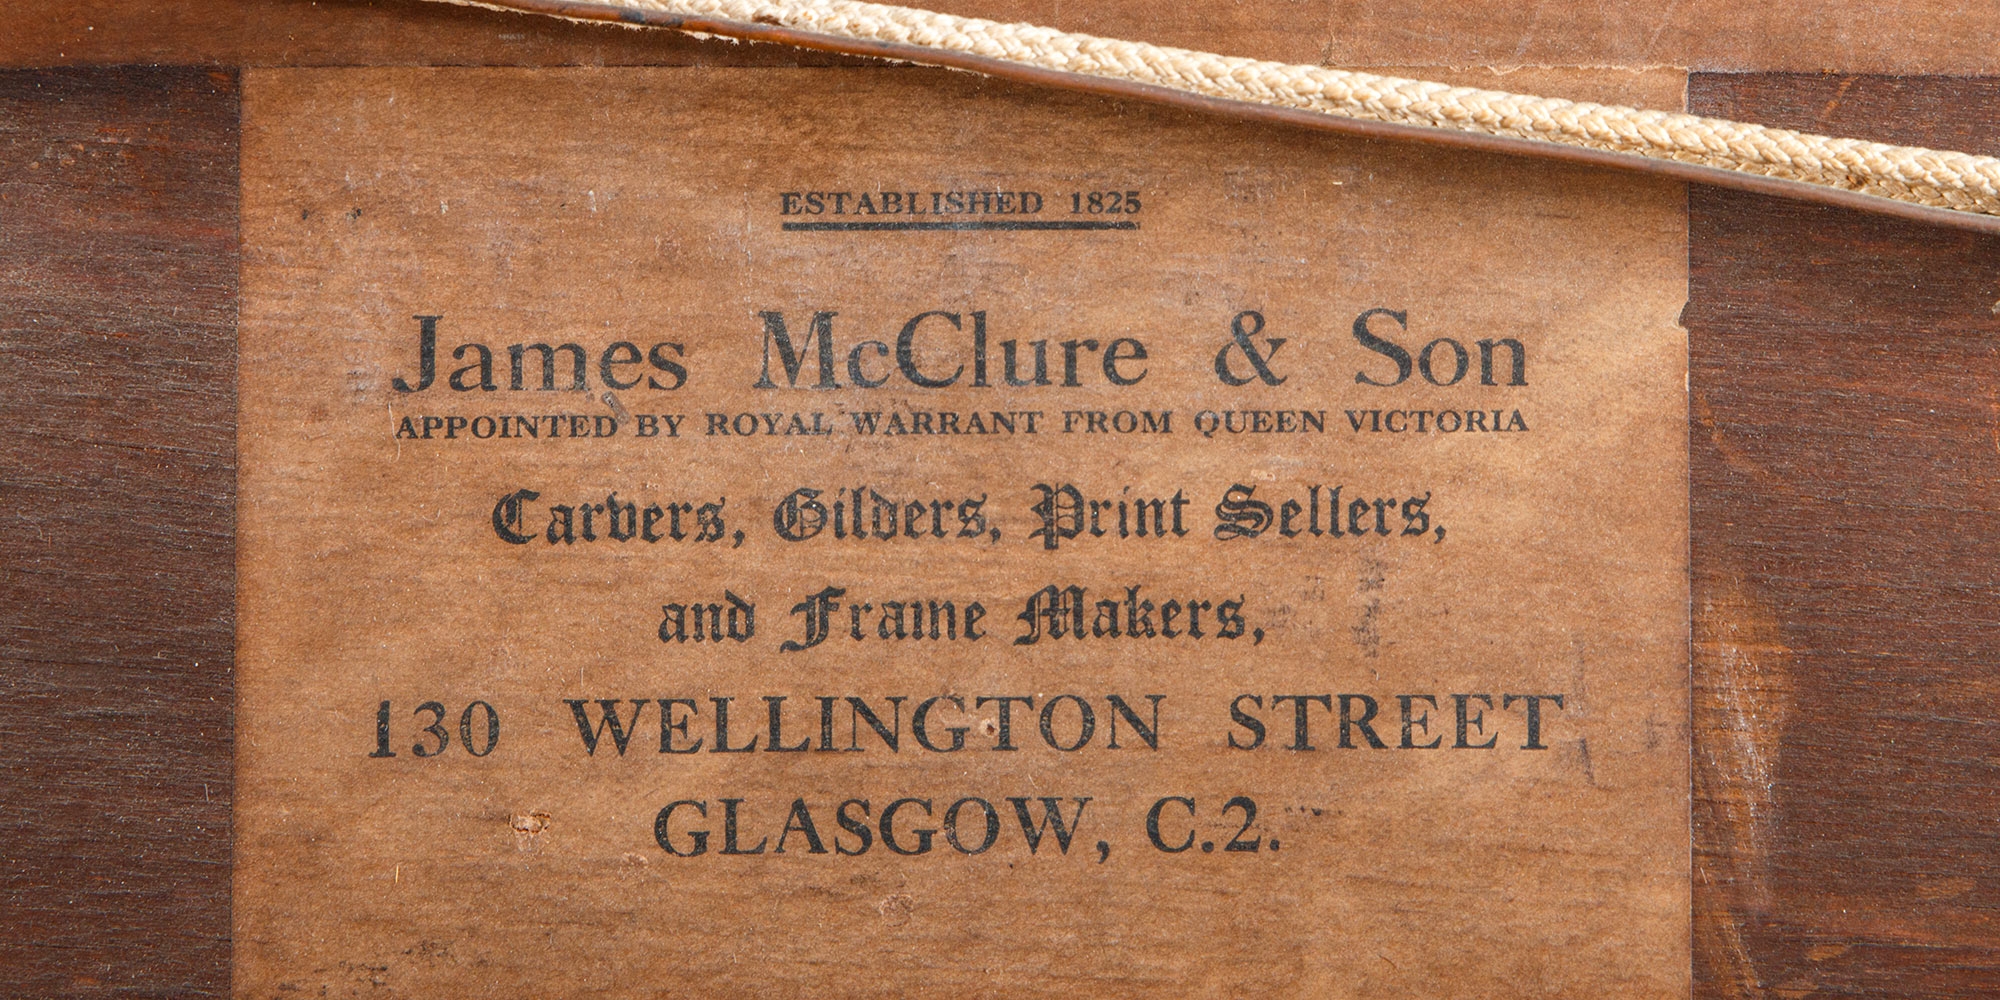 ESTABLISHED 1825
James McClure & Son
APPOINTED BY ROYAL WARRANT FROM QUEEN VICTORIA
Carvers, Gilders, Print Sellers,
and Frame Makers,
130 WELLINGTON STREET
GLASGOW, C.2.